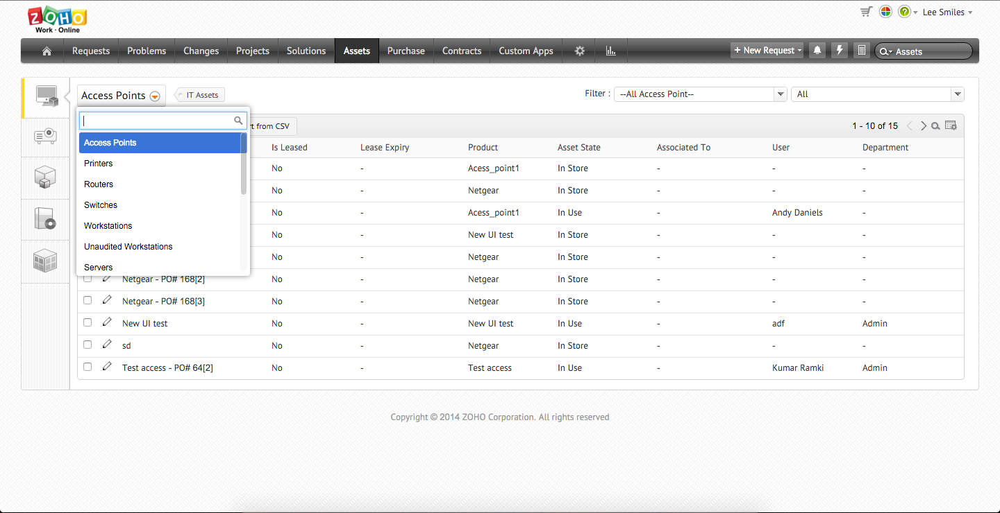 ZOHO
Work · Online
Lee Smiles
Requests Problems Changes Projects Solutions Assets Purchase Contracts Custom Apps + New Request Assets
Access Points IT Assets Filter : --All Access Point-- All
from CSV 1 - 10 of 15
Is Leased Lease Expiry Product Asset State Associated To User Department
Access Points
Printers
Routers
Switches
Workstations
Unaudited Workstations
Servers
No - Acess_point1 In Store - - -
No - Netgear In Store - - -
No - Acess_point1 In Use - Andy Daniels -
No - New UI test In Store - - -
No - Netgear In Store - - -
Netgear - PO# 168[2] No - Netgear In Store - - -
Netgear - PO# 168[3] No - Netgear In Store - - -
New UI test No - New UI test In Use - adf Admin
sd No - Netgear In Store - - -
Test access - PO# 64[2] No - Test access In Use - Kumar Ramki Admin
Copyright © 2014 ZOHO Corporation. All rights reserved